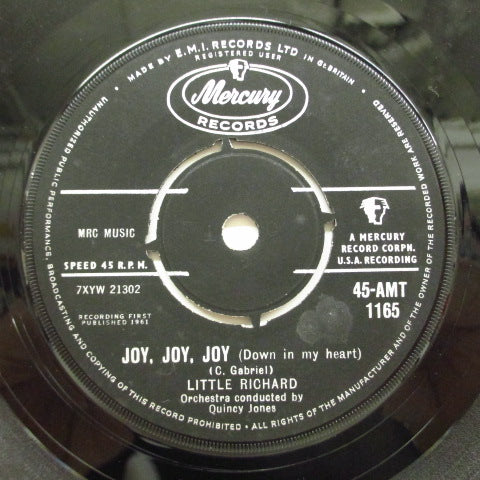 MADE BY E.M.I. RECORDS LTD IN GT. BRITAIN
REGISTERED USER
Mercury
RECORDS
MRC MUSIC
SPEED 45 R.P.M.
7XYW 21302
RECORDING FIRST
PUBLISHED 1961
A MERCURY
RECORD CORPN.
U.S.A. RECORDING
45-AMT
1165
JOY, JOY, JOY (Down in my heart)
(C. Gabriel)
LITTLE RICHARD
Orchestra conducted by
Quincy Jones
UNAUTHORISED PUBLIC PERFORMANCE, BROADCASTING AND COPYING OF THIS RECORD PROHIBITED • ALL RIGHTS OF THE MANUFACTURER AND OF THE OWNER OF THE RECORDED WORK ARE RESERVED